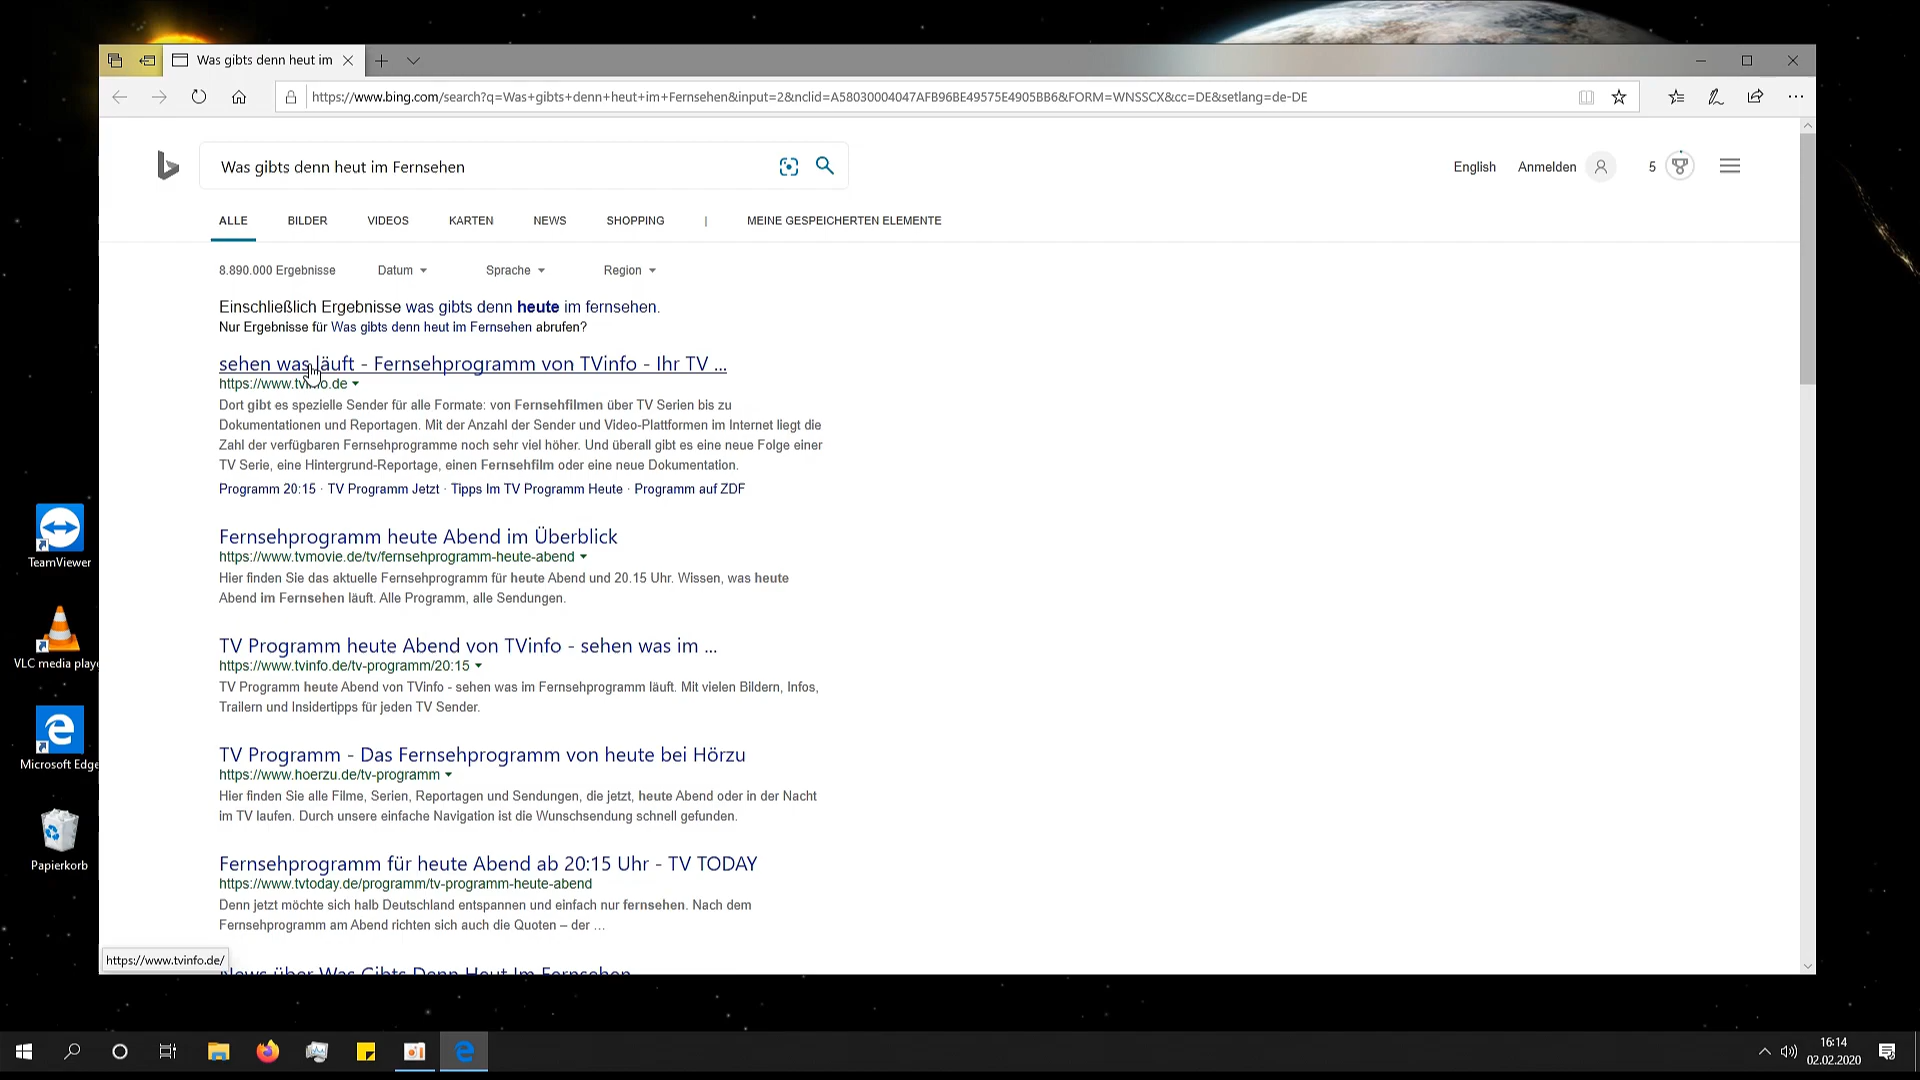 Was gibts denn heut im
https://www.bing.com/search?q=Was+gibts+denn+heut+im+Fernsehen&input=2&nclid=A58030004047AFB96BE49575E4905BB6&FORM=WNSSCX&cc=DE&setlang=de-DE
Was gibts denn heut im Fernsehen
English Anmelden 5
ALLE BILDER VIDEOS KARTEN NEWS SHOPPING | MEINE GESPEICHERTEN ELEMENTE
8.890.000 Ergebnisse Datum Sprache Region
Einschließlich Ergebnisse was gibts denn heute im fernsehen.
Nur Ergebnisse für Was gibts denn heut im Fernsehen abrufen?
sehen was läuft - Fernsehprogramm von TVinfo - Ihr TV ...
https://www.tvinfo.de
Dort gibt es spezielle Sender für alle Formate: von Fernsehfilmen über TV Serien bis zu
Dokumentationen und Reportagen. Mit der Anzahl der Sender und Video-Plattformen im Internet liegt die
Zahl der verfügbaren Fernsehprogramme noch sehr viel höher. Und überall gibt es eine neue Folge einer
TV Serie, eine Hintergrund-Reportage, einen Fernsehfilm oder eine neue Dokumentation.
Programm 20:15 · TV Programm Jetzt · Tipps Im TV Programm Heute · Programm auf ZDF
Fernsehprogramm heute Abend im Überblick
https://www.tvmovie.de/tv/fernsehprogramm-heute-abend
Hier finden Sie das aktuelle Fernsehprogramm für heute Abend und 20.15 Uhr. Wissen, was heute
Abend im Fernsehen läuft. Alle Programm, alle Sendungen.
TV Programm heute Abend von TVinfo - sehen was im ...
https://www.tvinfo.de/tv-programm/20:15
TV Programm heute Abend von TVinfo - sehen was im Fernsehprogramm läuft. Mit vielen Bildern, Infos,
Trailern und Insidertipps für jeden TV Sender.
TV Programm - Das Fernsehprogramm von heute bei Hörzu
https://www.hoerzu.de/tv-programm
Hier finden Sie alle Filme, Serien, Reportagen und Sendungen, die jetzt, heute Abend oder in der Nacht
im TV laufen. Durch unsere einfache Navigation ist die Wunschsendung schnell gefunden.
Fernsehprogramm für heute Abend ab 20:15 Uhr - TV TODAY
https://www.tvtoday.de/programm/tv-programm-heute-abend
Denn jetzt möchte sich halb Deutschland entspannen und einfach nur fernsehen. Nach dem
Fernsehprogramm am Abend richten sich auch die Quoten – der ...
News über Was Gibts Denn Heut Im Fernsehen
https://www.tvinfo.de/
TeamViewer
VLC media playe
Microsoft Edge
Papierkorb
16:14
02.02.2020